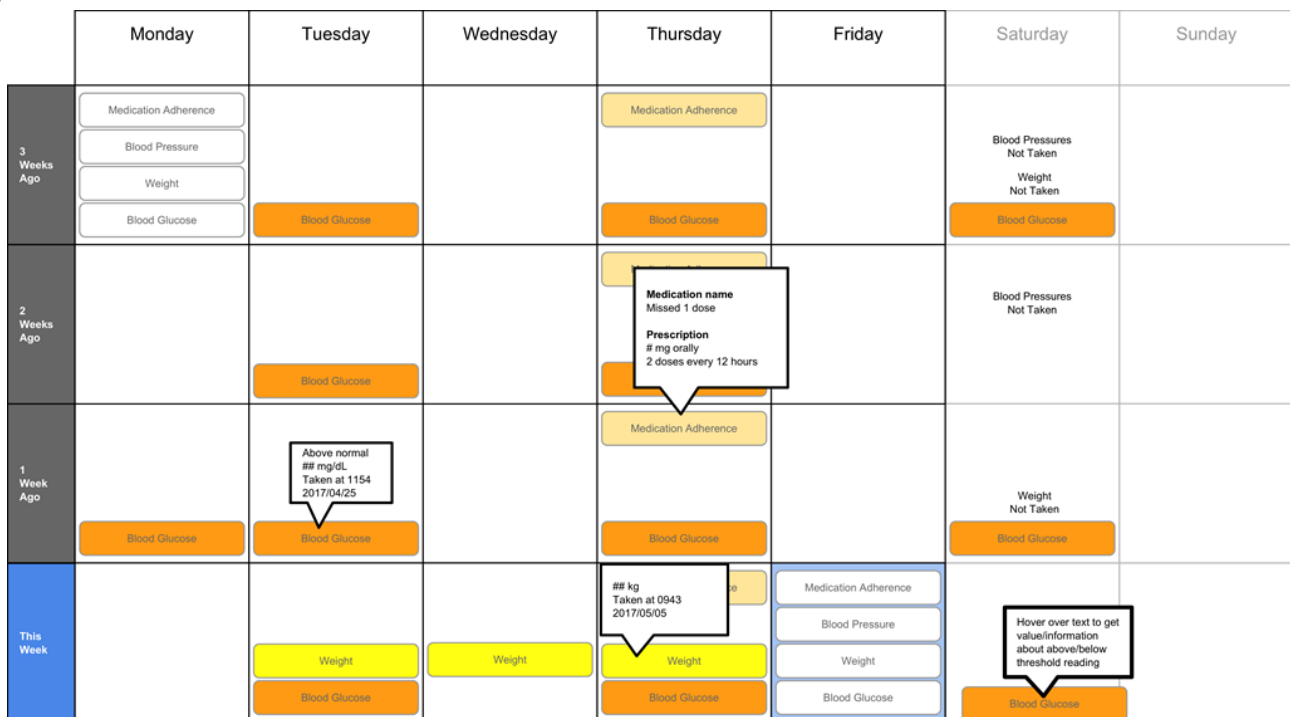 Monday
Tuesday
Wednesday
Thursday
Friday
Saturday
Sunday
3
Weeks
Ago
Medication Adherence
Blood Pressure
Weight
Blood Glucose
Blood Glucose
Medication Adherence
Blood Glucose
Blood Pressures
Not Taken
Weight
Not Taken
Blood Glucose
2
Weeks
Ago
Blood Glucose
Medication name
Missed 1 dose
Prescription
# mg orally
2 doses every 12 hours
Blood Pressures
Not Taken
1
Week
Ago
Blood Glucose
Above normal
## mg/dL
Taken at 1154
2017/04/25
Blood Glucose
Medication Adherence
Blood Glucose
Weight
Not Taken
Blood Glucose
This
Week
Weight
Blood Glucose
Weight
## kg
Taken at 0943
2017/05/05
Weight
Blood Glucose
Medication Adherence
Blood Pressure
Weight
Blood Glucose
Hover over text to get
value/information
about above/below
threshold reading
Blood Glucose